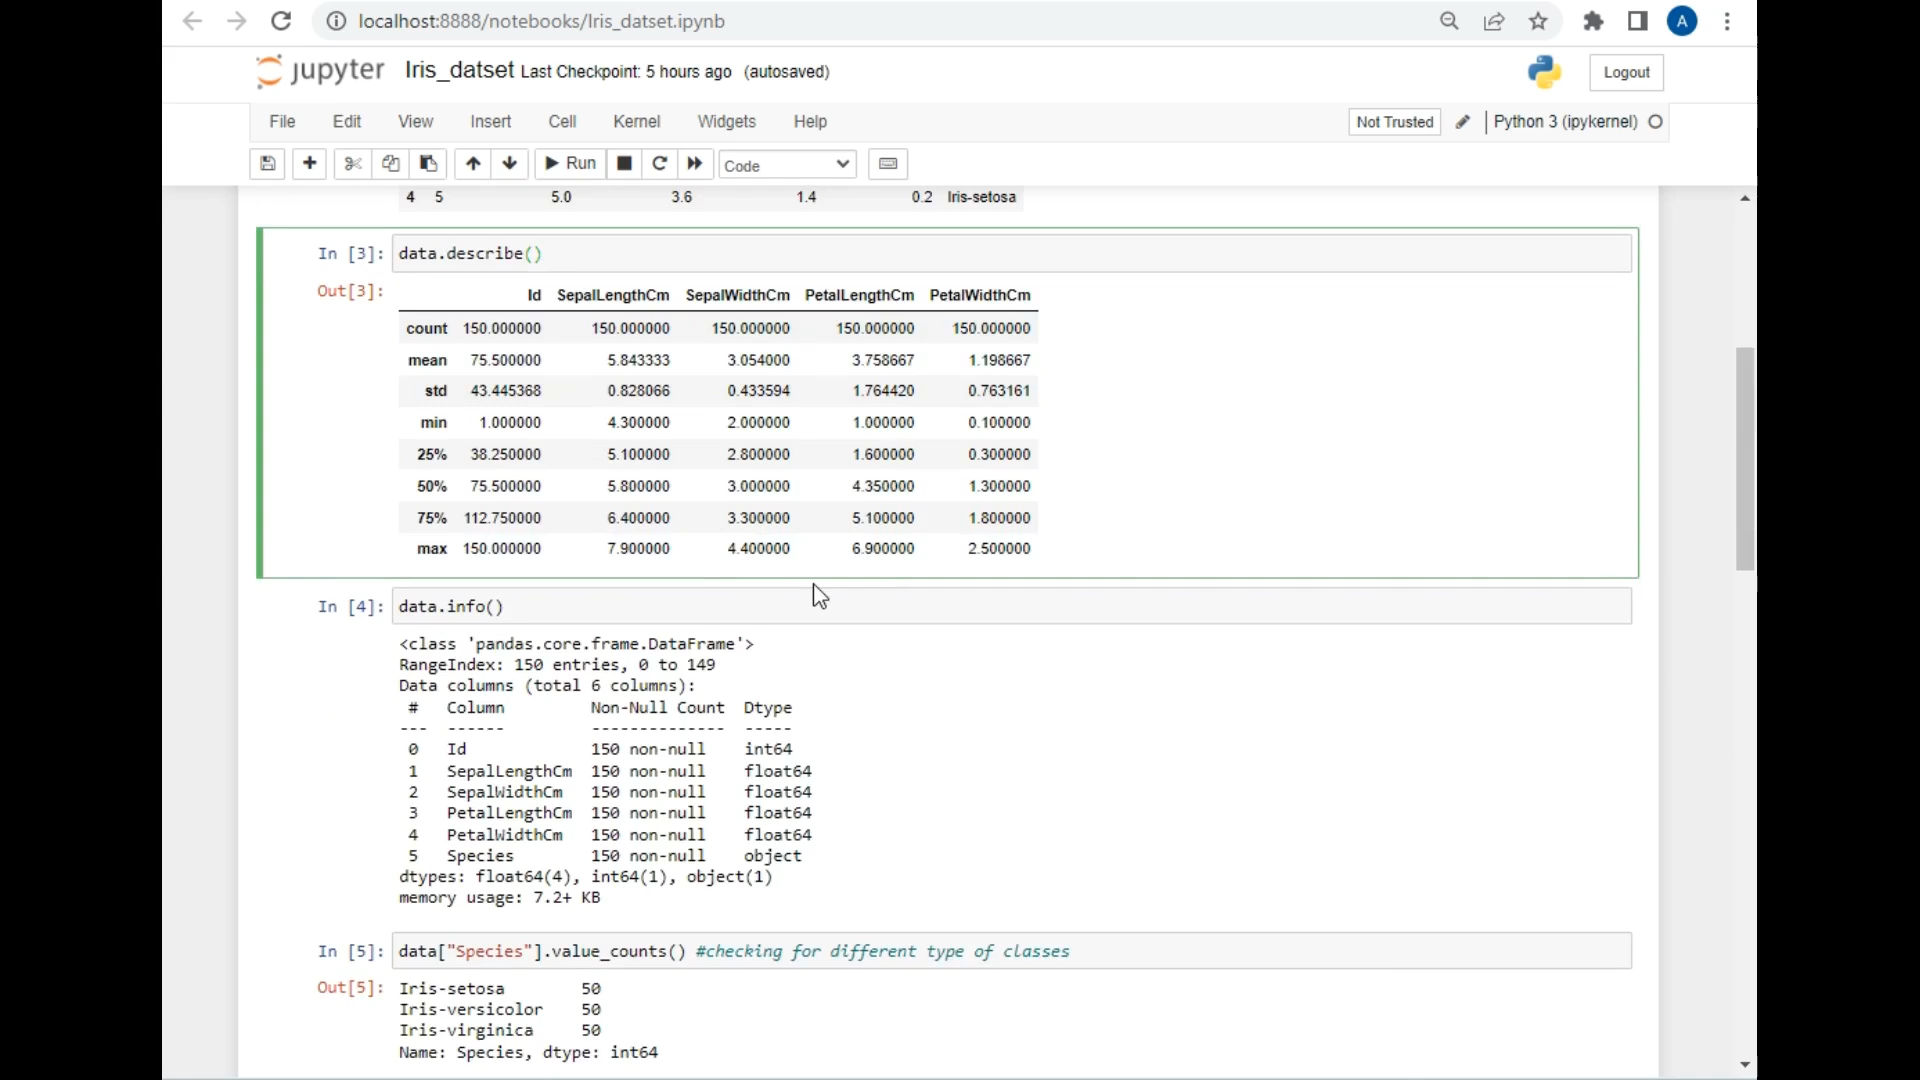 localhost:8888/notebooks/Iris_datset.ipynb
A
jupyter Iris_datset Last Checkpoint: 5 hours ago (autosaved)
Logout
File Edit View Insert Cell Kernel Widgets Help
Not Trusted Python 3 (ipykernel)
Run Code
4 5 5.0 3.6 1.4 0.2 Iris-setosa
In [3]: data.describe()
Out[3]:
Id SepalLengthCm SepalWidthCm PetalLengthCm PetalWidthCm
count 150.000000 150.000000 150.000000 150.000000 150.000000
mean 75.500000 5.843333 3.054000 3.758667 1.198667
std 43.445368 0.828066 0.433594 1.764420 0.763161
min 1.000000 4.300000 2.000000 1.000000 0.100000
25% 38.250000 5.100000 2.800000 1.600000 0.300000
50% 75.500000 5.800000 3.000000 4.350000 1.300000
75% 112.750000 6.400000 3.300000 5.100000 1.800000
max 150.000000 7.900000 4.400000 6.900000 2.500000
In [4]: data.info()
<class 'pandas.core.frame.DataFrame'>
RangeIndex: 150 entries, 0 to 149
Data columns (total 6 columns):
# Column Non-Null Count Dtype
--- ------ -------------- -----
0 Id 150 non-null int64
1 SepalLengthCm 150 non-null float64
2 SepalWidthCm 150 non-null float64
3 PetalLengthCm 150 non-null float64
4 PetalWidthCm 150 non-null float64
5 Species 150 non-null object
dtypes: float64(4), int64(1), object(1)
memory usage: 7.2+ KB
In [5]: data["Species"].value_counts() #checking for different type of classes
Out[5]: Iris-setosa 50
Iris-versicolor 50
Iris-virginica 50
Name: Species, dtype: int64